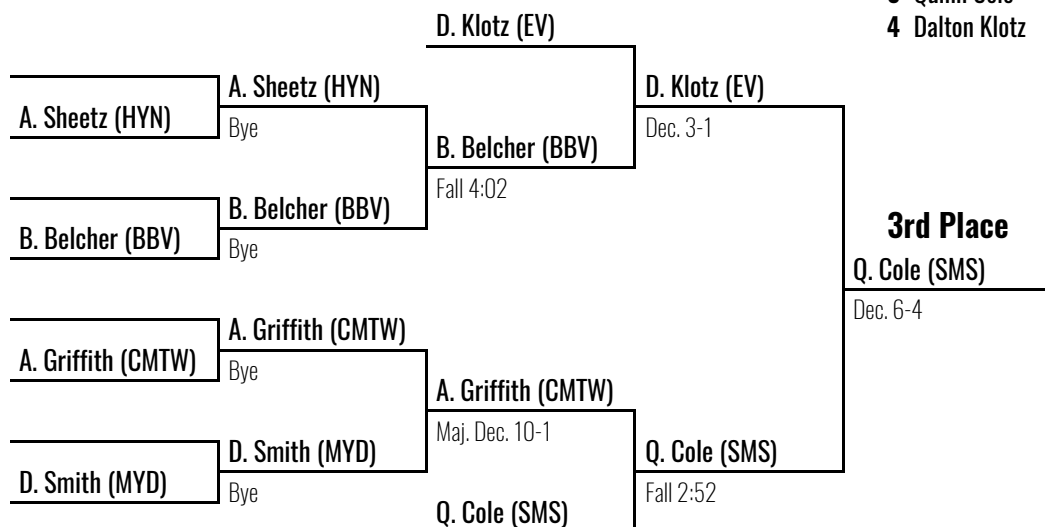 4 Dalton Klotz
D. Klotz (EV)
A. Sheetz (HYN)
D. Klotz (EV)
A. Sheetz (HYN)
Bye
Dec. 3-1
B. Belcher (BBV)
Fall 4:02
B. Belcher (BBV)
B. Belcher (BBV)
Bye
3rd Place
Q. Cole (SMS)
Dec. 6-4
A. Griffith (CMTW)
A. Griffith (CMTW)
Bye
A. Griffith (CMTW)
Maj. Dec. 10-1
D. Smith (MYD)
Q. Cole (SMS)
D. Smith (MYD)
Bye
Fall 2:52
Q. Cole (SMS)